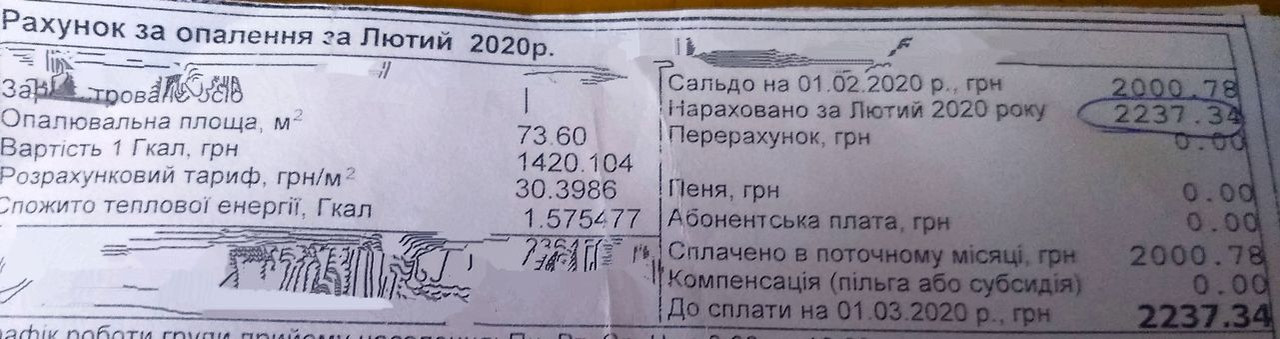 Рахунок за опалення за Лютий 2020р.
Опалювальна площа, м² 73.60
Вартість 1 Гкал, грн 1420.104
Розрахунковий тариф, грн/м² 30.3986
Спожито теплової енергії, Гкал 1.575477
Сальдо на 01.02.2020 р., грн 2000.78
Нараховано за Лютий 2020 року 2237.34
Перерахунок, грн 0.00
Пеня, грн 0.00
Абонентська плата, грн 0.00
Сплачено в поточному місяці, грн 2000.78
Компенсація (пільга або субсидія) 0.00
До сплати на 01.03.2020 р., грн 2237.34
роботи групи прийому населення: